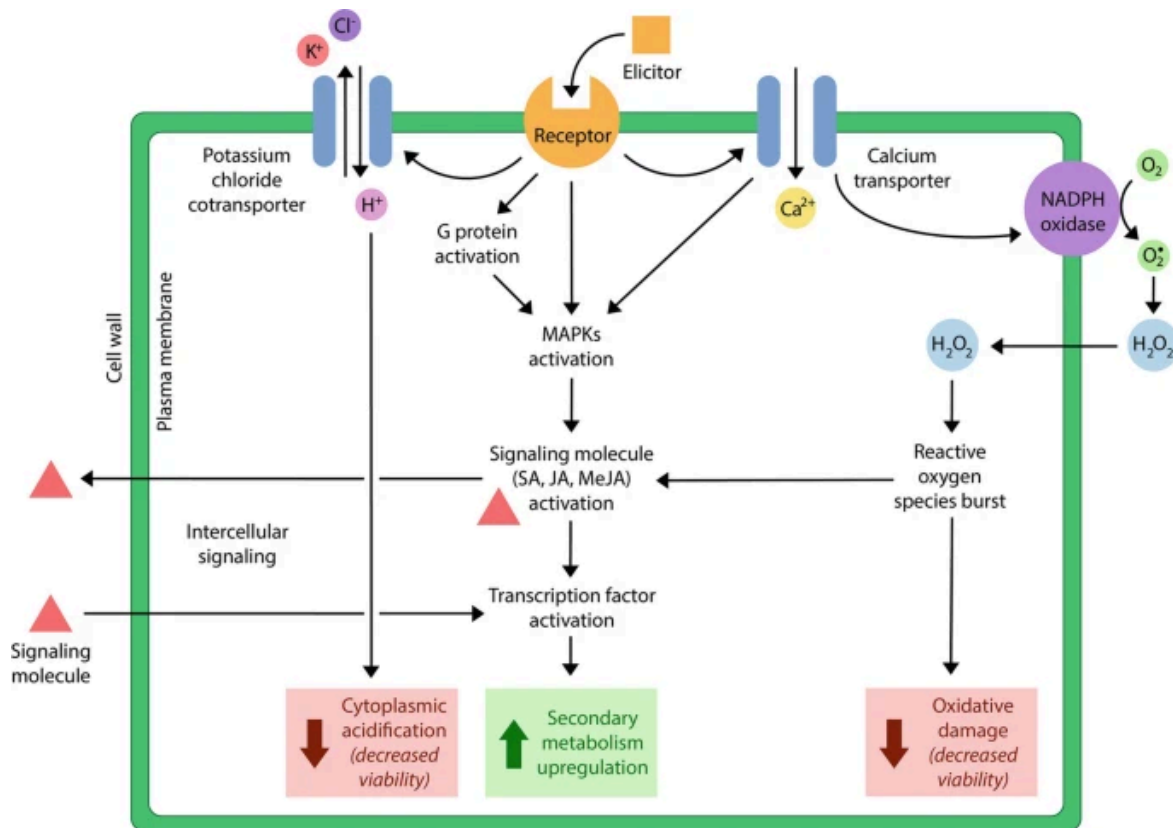 Cl⁻
K⁺
Elicitor
Receptor
Potassium
chloride
cotransporter
H⁺
G protein
activation
Calcium
transporter
Ca²⁺
NADPH
oxidase
O₂
O₂•
H₂O₂
H₂O₂
MAPKs
activation
Cell wall
Plasma membrane
Signaling molecule
(SA, JA, MeJA)
activation
Reactive
oxygen
species burst
Intercellular
signaling
Transcription factor
activation
Signaling
molecule
Cytoplasmic
acidification
(decreased
viability)
Secondary
metabolism
upregulation
Oxidative
damage
(decreased
viability)